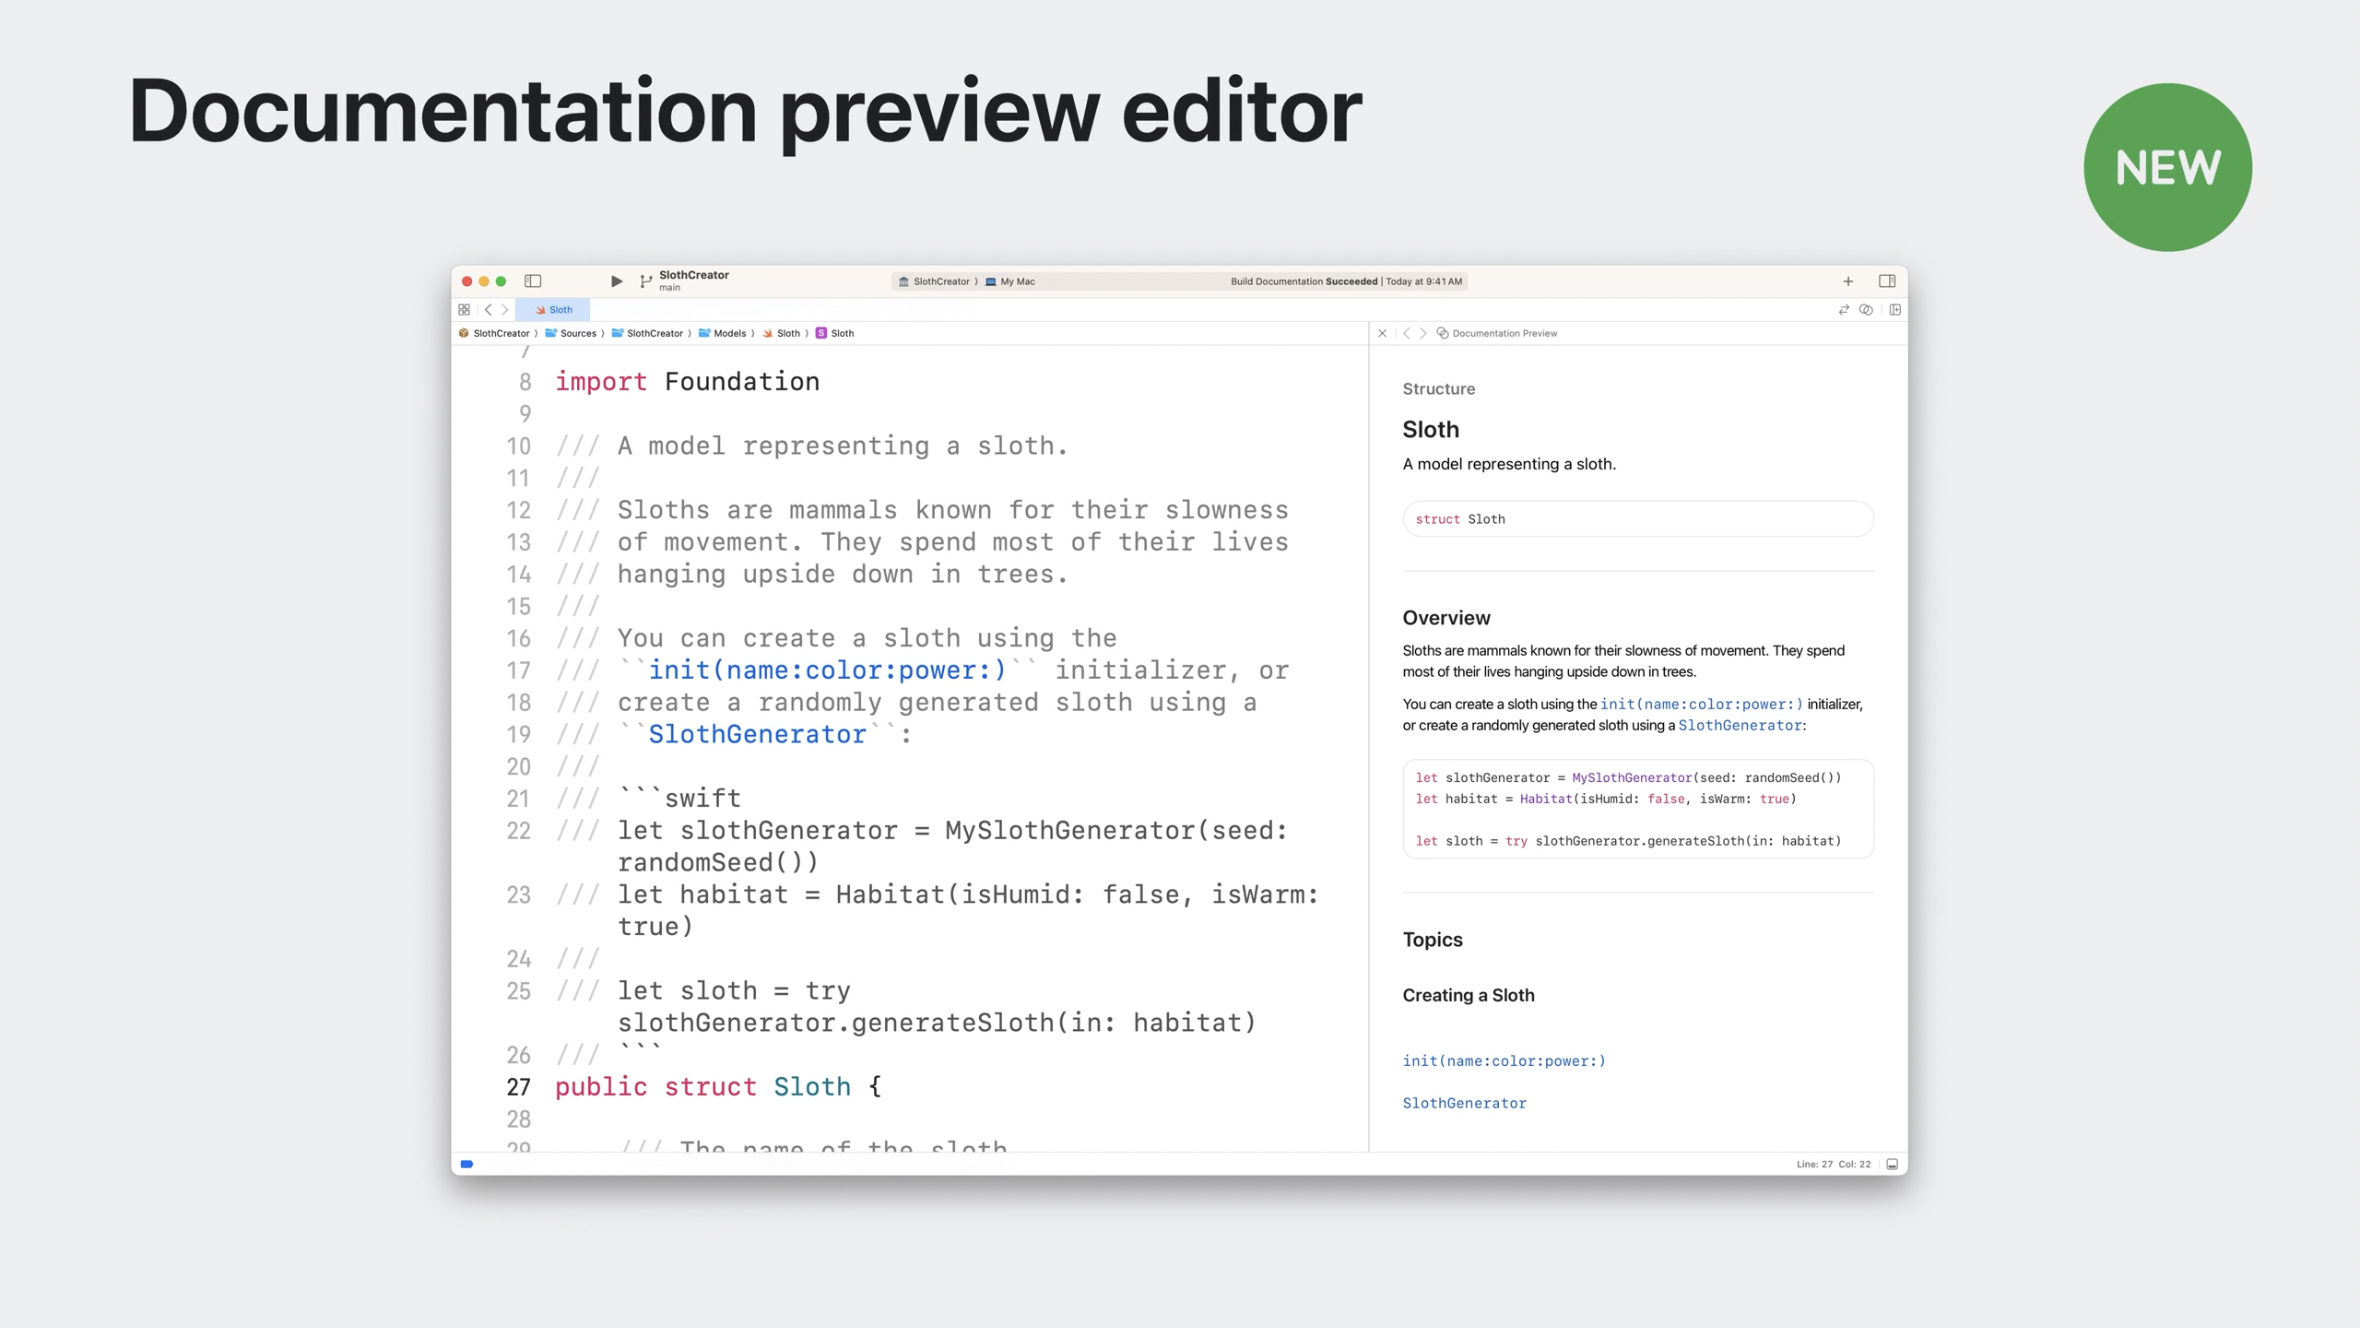 Documentation preview editor
NEW
SlothCreator
main
SlothCreator ⟩ My Mac
Build Documentation Succeeded | Today at 9:41 AM
Sloth
SlothCreator ⟩ Sources ⟩ SlothCreator ⟩ Models ⟩ Sloth ⟩ S Sloth
7
8 import Foundation
9
10 /// A model representing a sloth.
11 ///
12 /// Sloths are mammals known for their slowness
13 /// of movement. They spend most of their lives
14 /// hanging upside down in trees.
15 ///
16 /// You can create a sloth using the
17 /// ``init(name:color:power:)`` initializer, or
18 /// create a randomly generated sloth using a
19 /// ``SlothGenerator``:
20 ///
21 /// ```swift
22 /// let slothGenerator = MySlothGenerator(seed:
randomSeed())
23 /// let habitat = Habitat(isHumid: false, isWarm:
true)
24 ///
25 /// let sloth = try
slothGenerator.generateSloth(in: habitat)
26 /// ```
27 public struct Sloth {
28
29 /// The name of the sloth
Documentation Preview
Structure
Sloth
A model representing a sloth.
struct Sloth
Overview
Sloths are mammals known for their slowness of movement. They spend
most of their lives hanging upside down in trees.
You can create a sloth using the init(name:color:power:) initializer,
or create a randomly generated sloth using a SlothGenerator:
let slothGenerator = MySlothGenerator(seed: randomSeed())
let habitat = Habitat(isHumid: false, isWarm: true)
let sloth = try slothGenerator.generateSloth(in: habitat)
Topics
Creating a Sloth
init(name:color:power:)
SlothGenerator
Line: 27 Col: 22